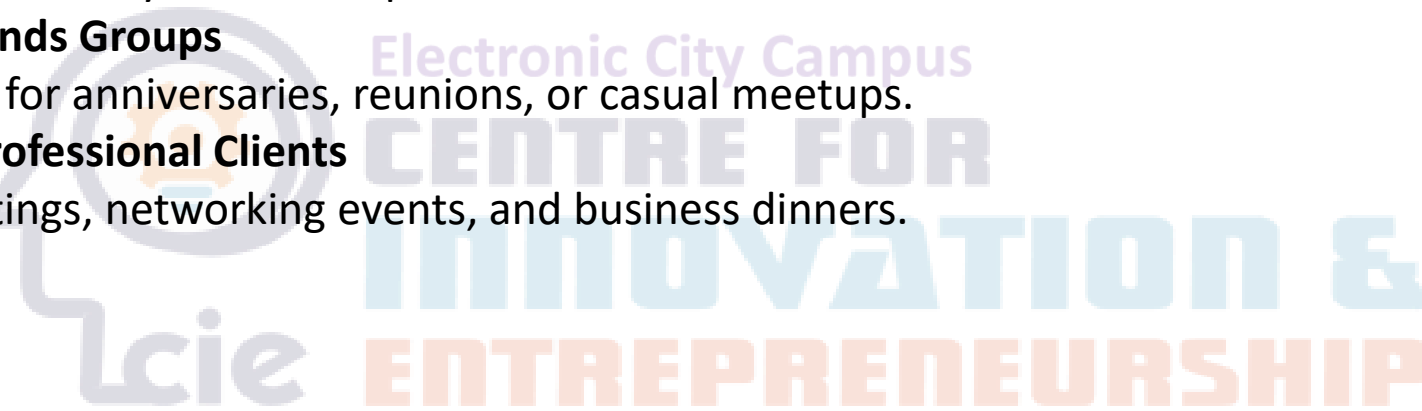 nds Groups
Electronic City Campus
for anniversaries, reunions, or casual meetups.
rofessional Clients
CENTRE FOR
tings, networking events, and business dinners.
INNOVATION &
cie ENTREPRENEURSHIP